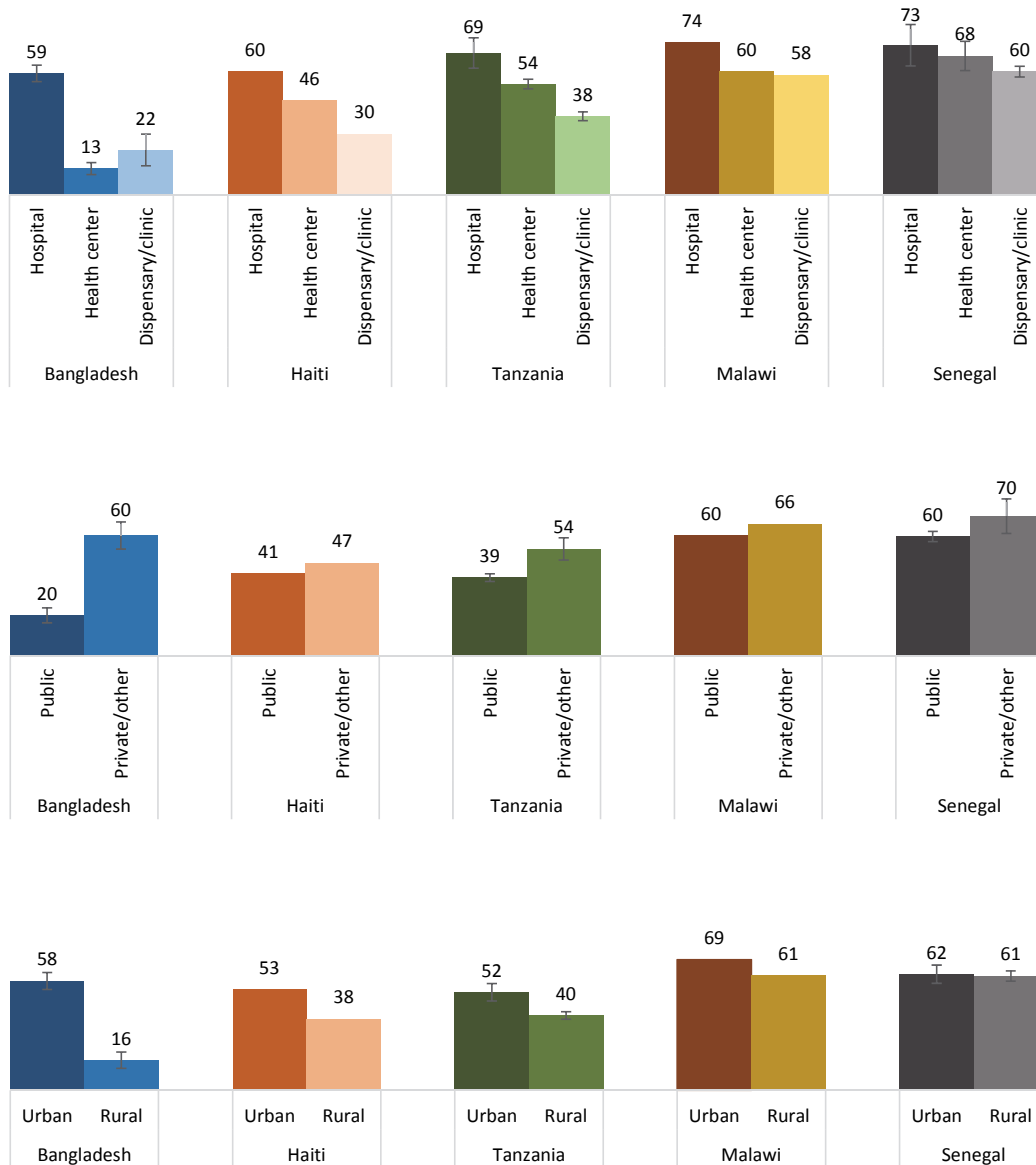 59
13
22
60
46
30
69
54
38
74
60
58
73
68
60
Hospital
Health center
Dispensary/clinic
Hospital
Health center
Dispensary/clinic
Hospital
Health center
Dispensary/clinic
Hospital
Health center
Dispensary/clinic
Hospital
Health center
Dispensary/clinic
Bangladesh
Haiti
Tanzania
Malawi
Senegal
20
60
41
47
39
54
60
66
60
70
Public
Private/other
Public
Private/other
Public
Private/other
Public
Private/other
Public
Private/other
Bangladesh
Haiti
Tanzania
Malawi
Senegal
58
16
53
38
52
40
69
61
62
61
Urban
Rural
Urban
Rural
Urban
Rural
Urban
Rural
Urban
Rural
Bangladesh
Haiti
Tanzania
Malawi
Senegal